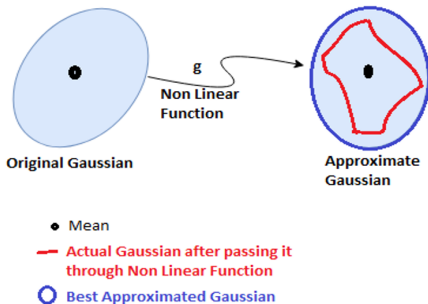 g
Non Linear
Function
Original Gaussian
Approximate
Gaussian
Mean
Actual Gaussian after passing it
through Non Linear Function
Best Approximated Gaussian